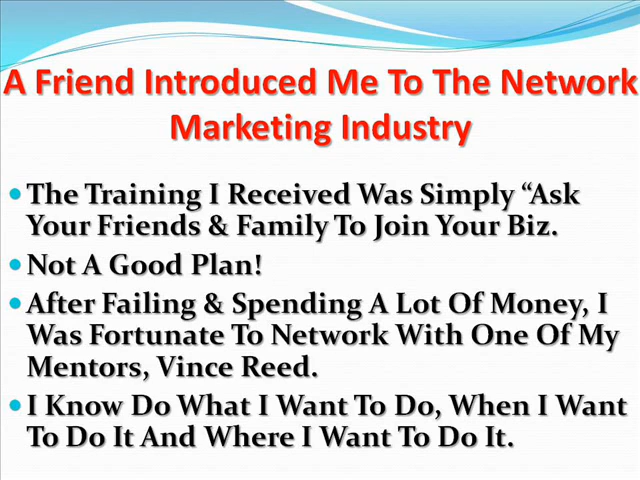 A Friend Introduced Me To The Network
Marketing Industry
The Training I Received Was Simply “Ask
Your Friends & Family To Join Your Biz.
Not A Good Plan!
After Failing & Spending A Lot Of Money, I
Was Fortunate To Network With One Of My
Mentors, Vince Reed.
I Know Do What I Want To Do, When I Want
To Do It And Where I Want To Do It.